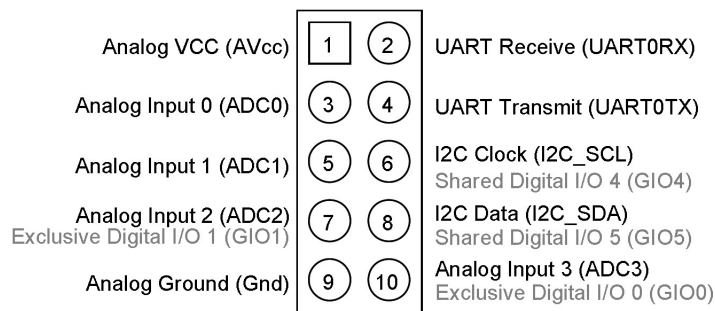 Analog VCC (AVcc) 1 2 UART Receive (UART0RX)
Analog Input 0 (ADC0) 3 4 UART Transmit (UART0TX)
Analog Input 1 (ADC1) 5 6 I2C Clock (I2C_SCL)
Shared Digital I/O 4 (GIO4)
Analog Input 2 (ADC2) 7 8 I2C Data (I2C_SDA)
Exclusive Digital I/O 1 (GIO1) Shared Digital I/O 5 (GIO5)
Analog Ground (Gnd) 9 10 Analog Input 3 (ADC3)
Exclusive Digital I/O 0 (GIO0)